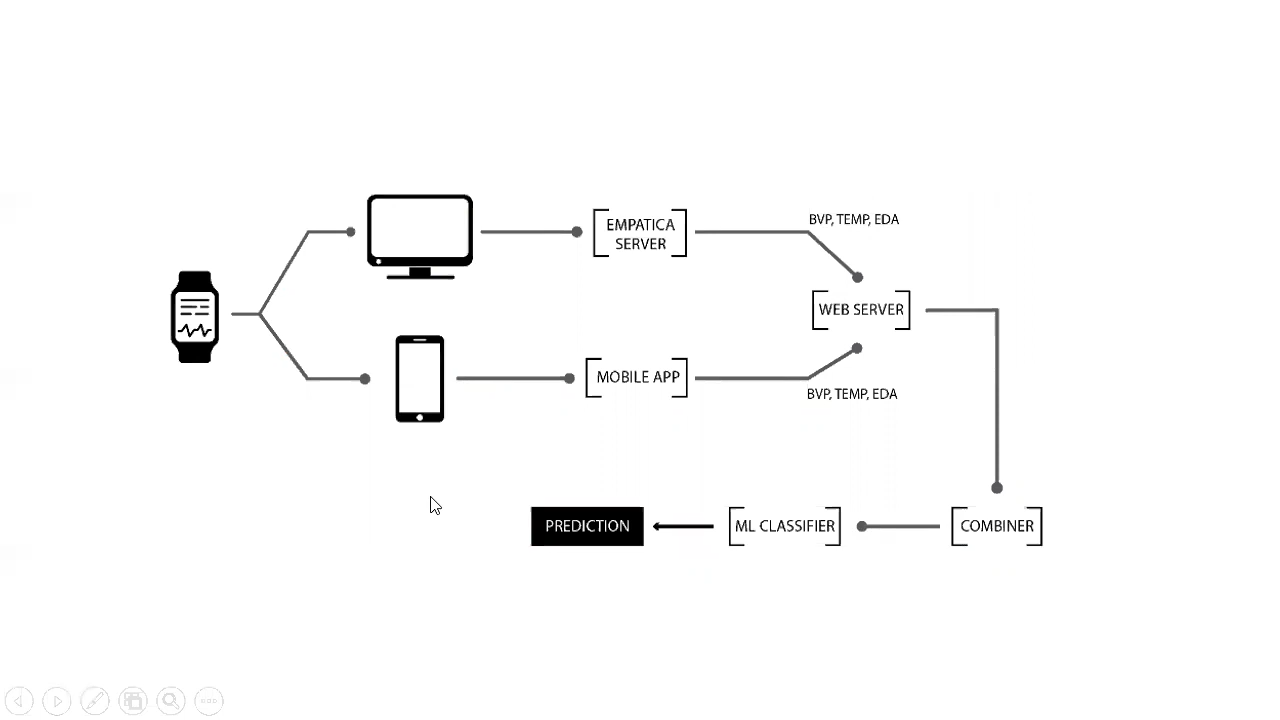 EMPATICA
SERVER
BVP, TEMP, EDA
WEB SERVER
MOBILE APP
BVP, TEMP, EDA
PREDICTION
ML CLASSIFIER
COMBINER